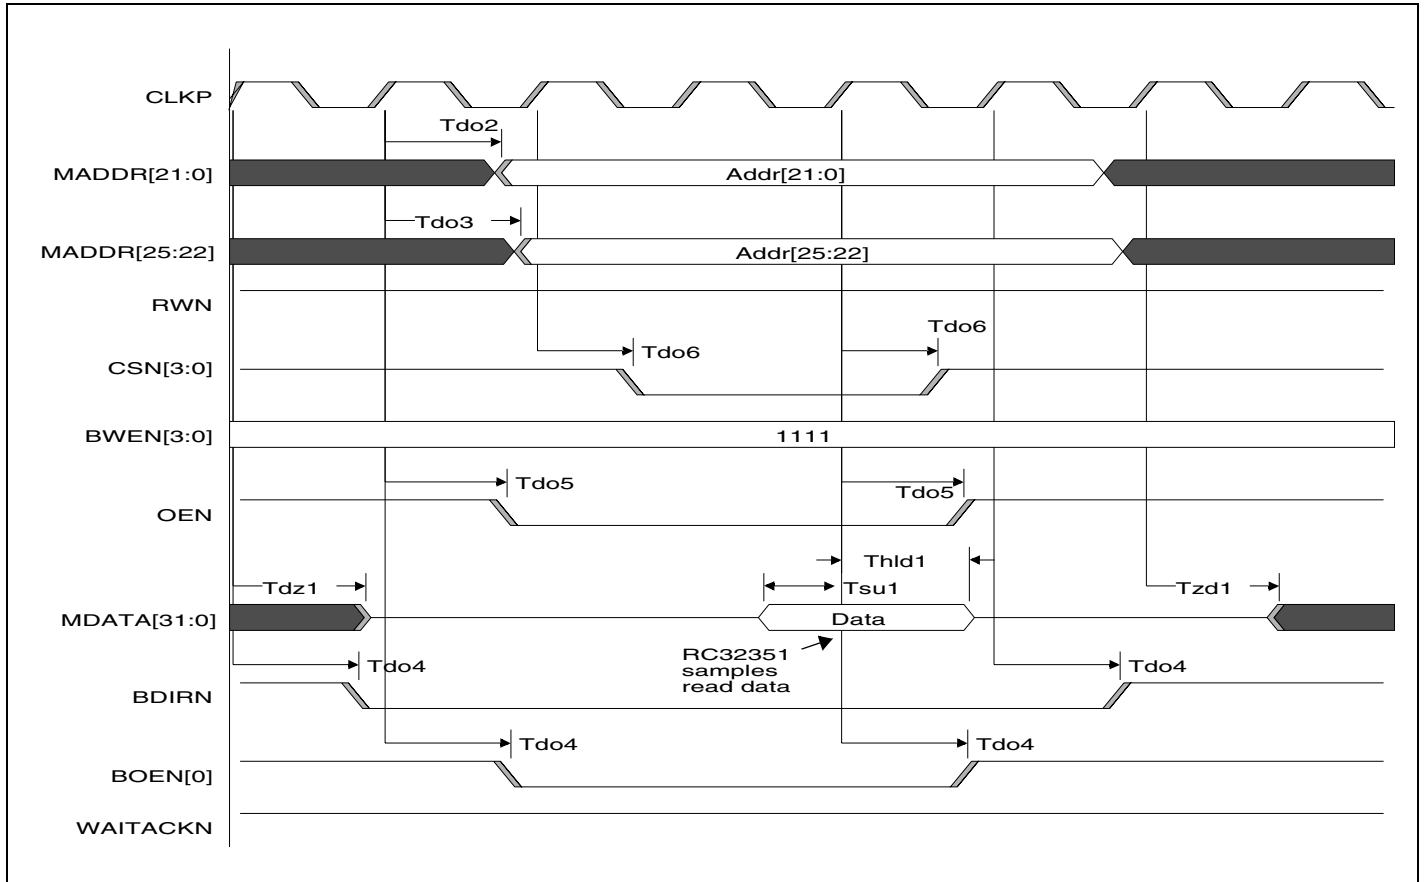 CLKP
Tdo2
MADDR[21:0]
Addr[21:0]
Tdo3
MADDR[25:22]
Addr[25:22]
RWN
Tdo6
Tdo6
CSN[3:0]
BWEN[3:0]
1111
Tdo5
Tdo5
OEN
Thld1
Tdz1
Tsu1
Tzd1
MDATA[31:0]
Data
RC32351
samples
read data
Tdo4
Tdo4
BDIRN
Tdo4
Tdo4
BOEN[0]
WAITACKN